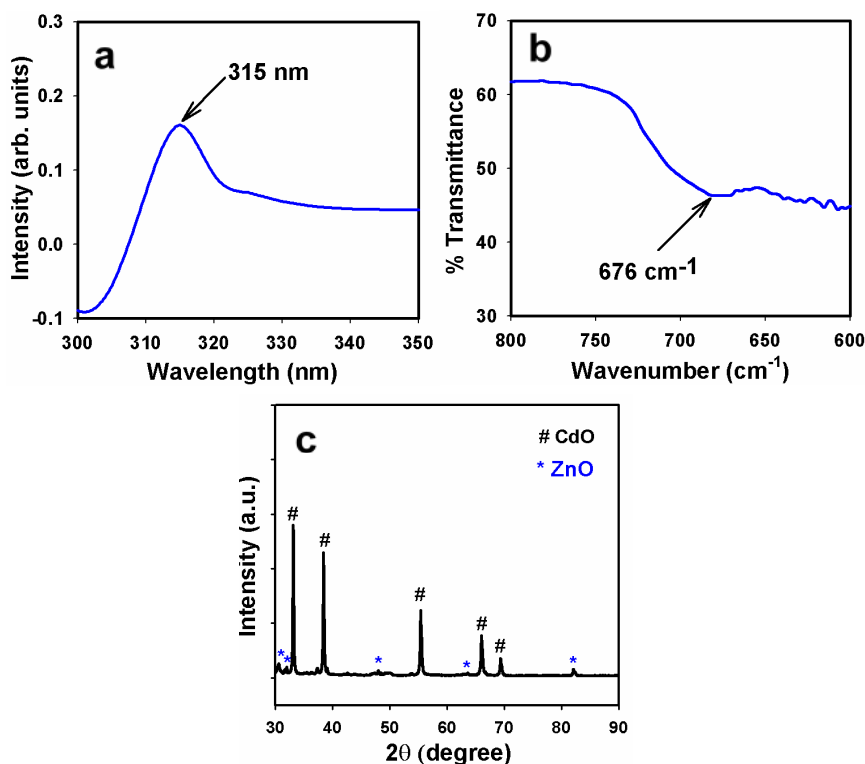 a
315 nm
Intensity (arb. units)
0.3
0.2
0.1
0.0
-0.1
300 310 320 330 340 350
Wavelength (nm)
b
676 cm-1
% Transmittance
70
60
50
40
30
800 750 700 650 600
Wavenumber (cm-1)
c
# CdO
* ZnO
Intensity (a.u.)
#
#
#
#
#
*
*
*
*
*
30 40 50 60 70 80 90
2θ (degree)